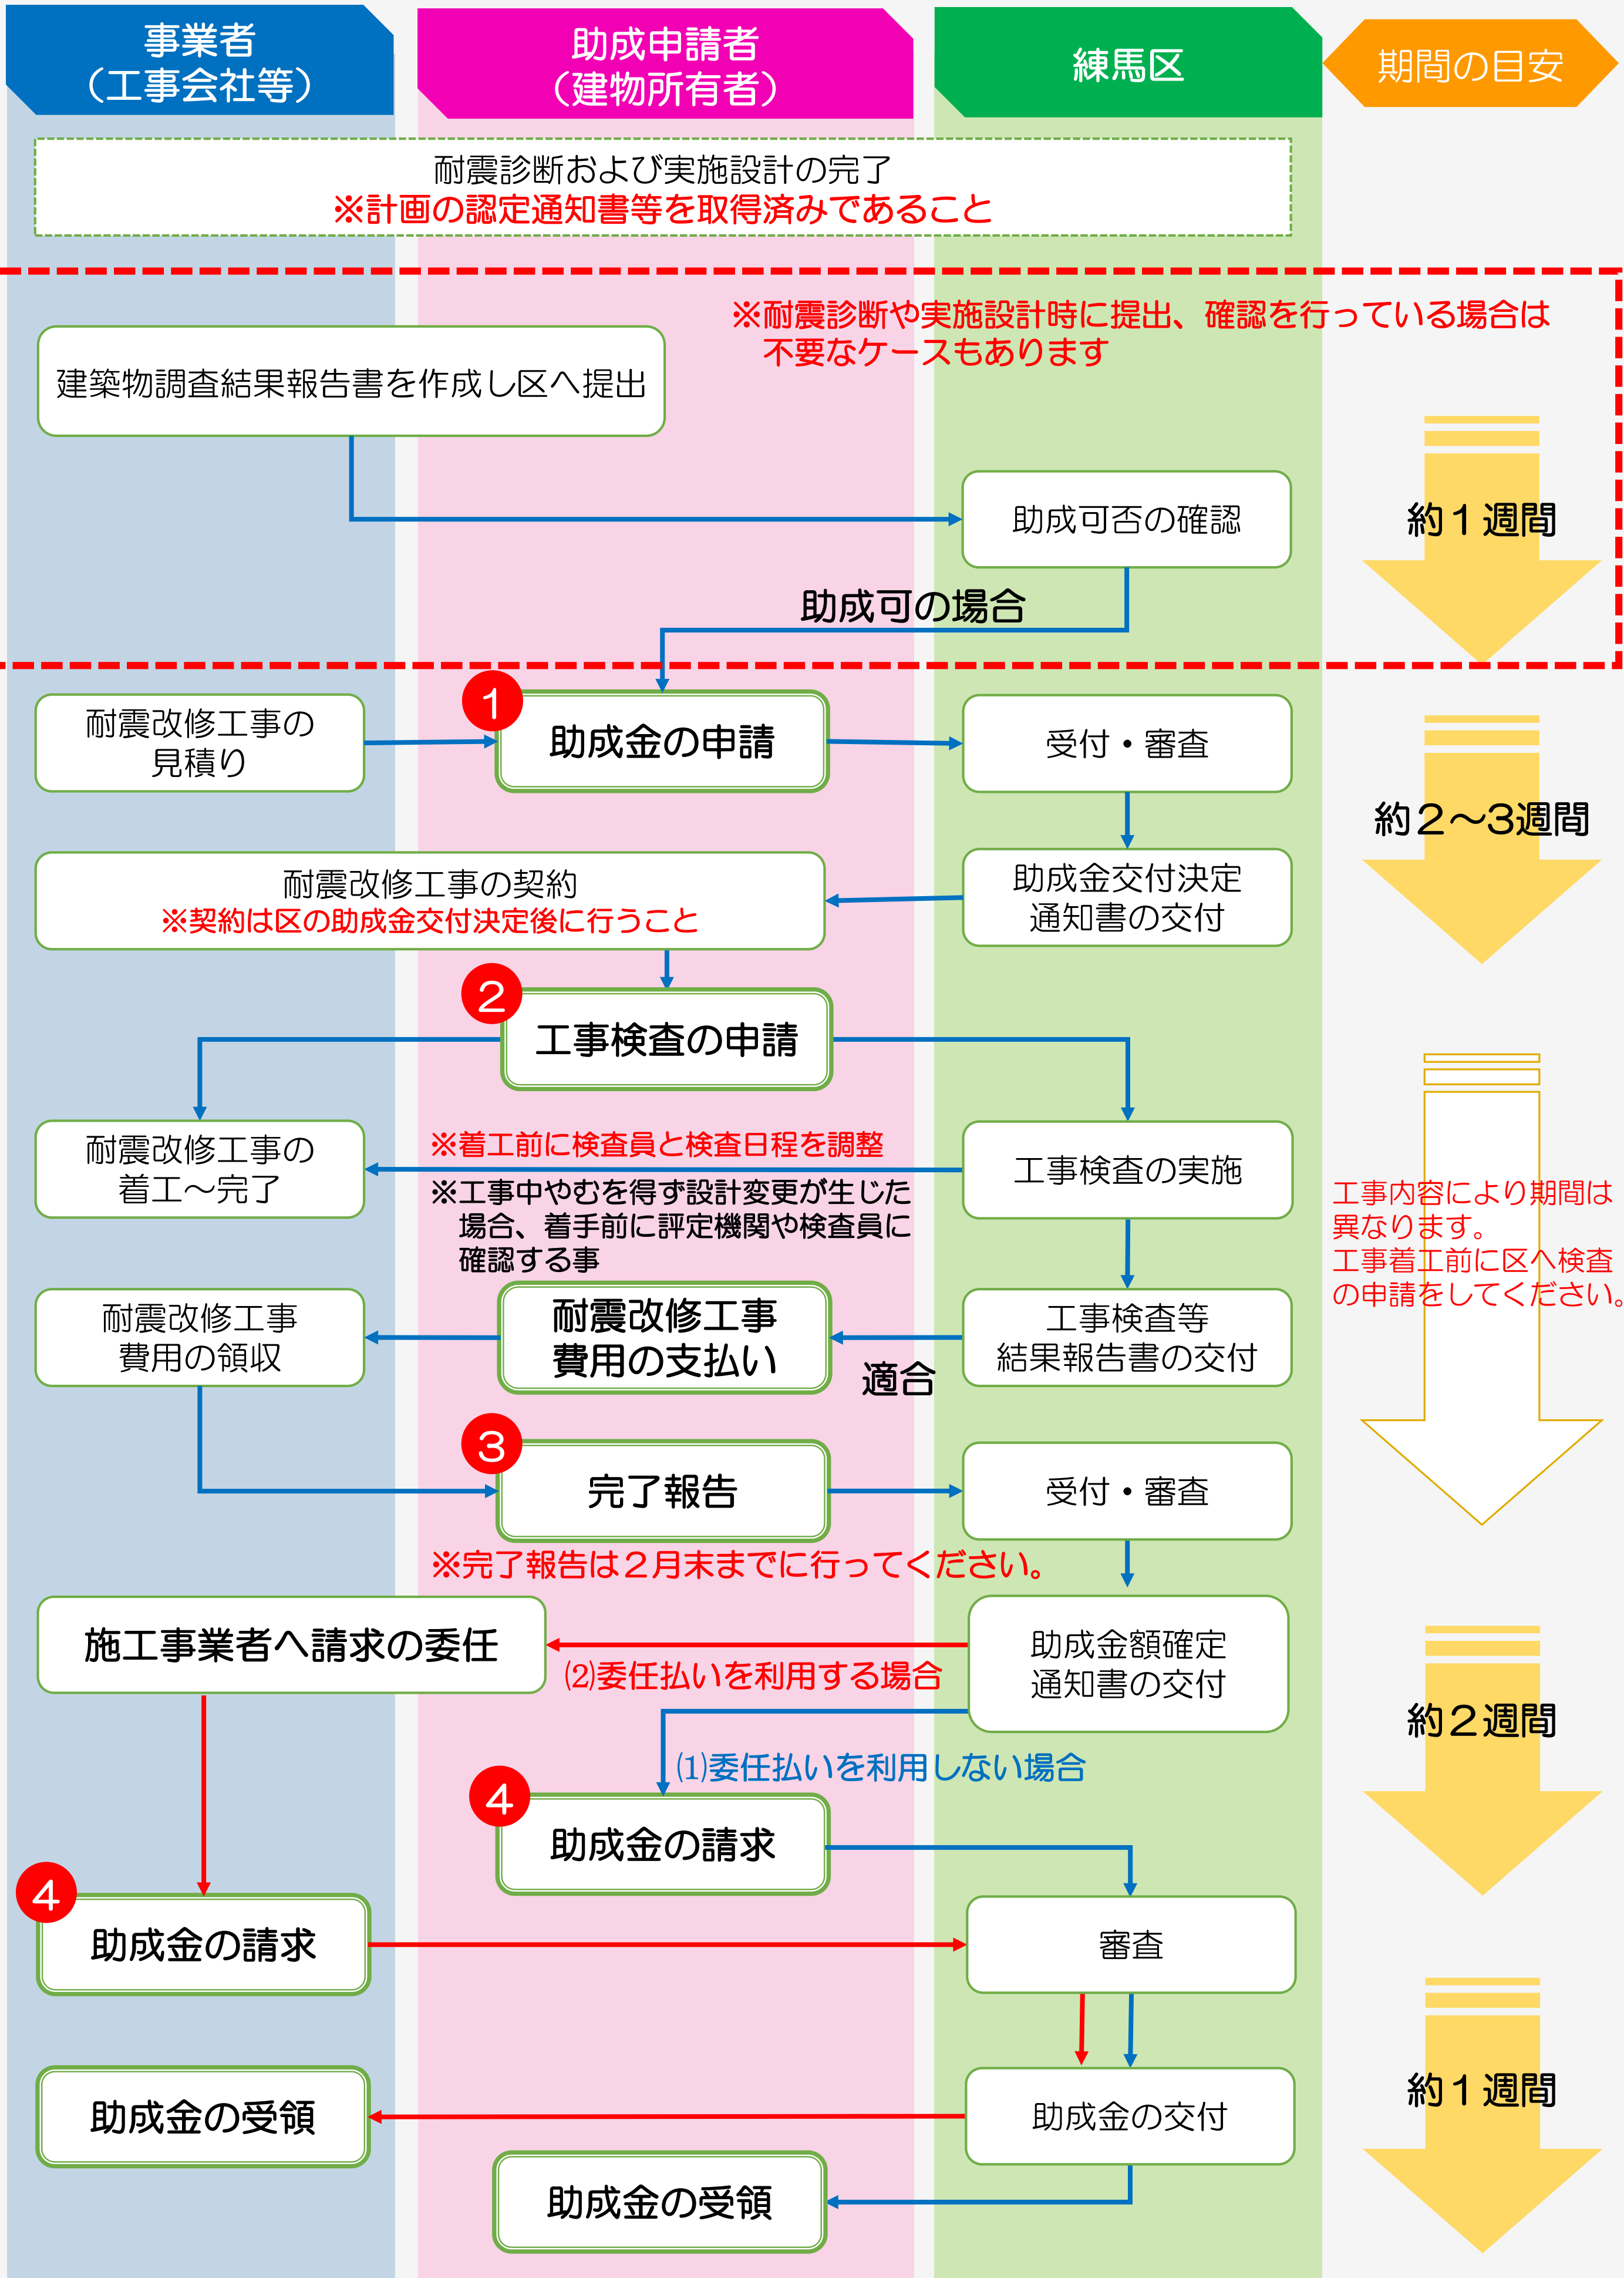 事業者
（工事会社等）
助成申請者
（建物所有者）
練馬区
期間の目安
耐震診断および実施設計の完了
※計画の認定通知書等を取得済みであること
※耐震診断や実施設計時に提出、確認を行っている場合は
不要なケースもあります
建築物調査結果報告書を作成し区へ提出
助成可否の確認
約１週間
助成可の場合
1
耐震改修工事の
見積り
助成金の申請
受付・審査
約２～3週間
耐震改修工事の契約
※契約は区の助成金交付決定後に行うこと
助成金交付決定
通知書の交付
2
工事検査の申請
耐震改修工事の
着工～完了
※着工前に検査員と検査日程を調整
※工事中やむを得ず設計変更が生じた
場合、着手前に評定機関や検査員に
確認する事
工事検査の実施
工事内容により期間は
異なります。
工事着工前に区へ検査
の申請をしてください。
耐震改修工事
費用の領収
耐震改修工事
費用の支払い
適合
工事検査等
結果報告書の交付
3
完了報告
受付・審査
※完了報告は２月末までに行ってください。
施工事業者へ請求の委任
⑵委任払いを利用する場合
助成金額確定
通知書の交付
約２週間
⑴委任払いを利用しない場合
4
助成金の請求
4
助成金の請求
審査
助成金の受領
助成金の交付
約１週間
助成金の受領